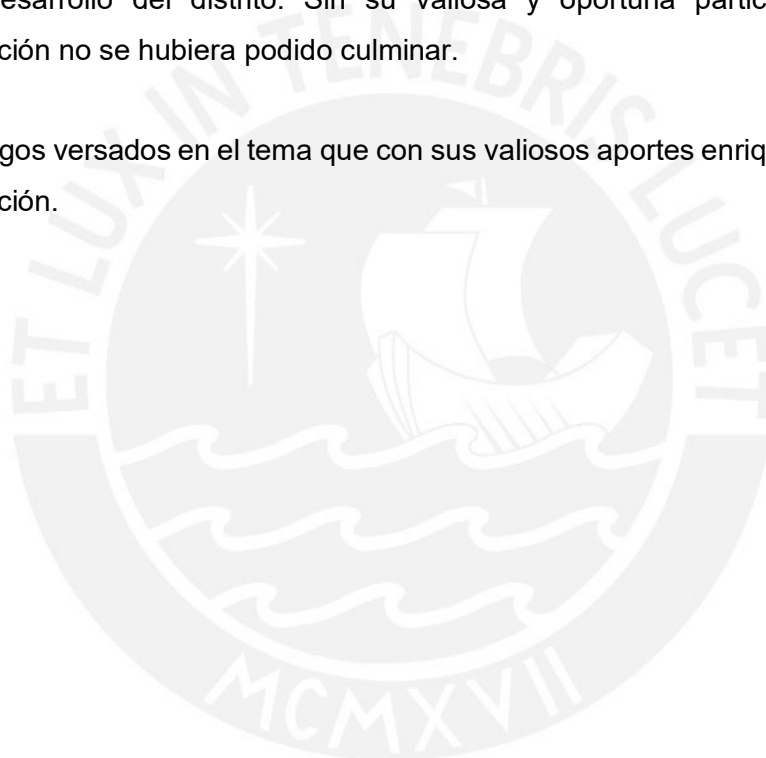 esarrollo del distrito. Sin su valiosa y oportuna partic
ción no se hubiera podido culminar.
gos versados en el tema que con sus valiosos aportes enriq
ción.
ET LUX IN TENEBRIS LUCET
MCMXVII